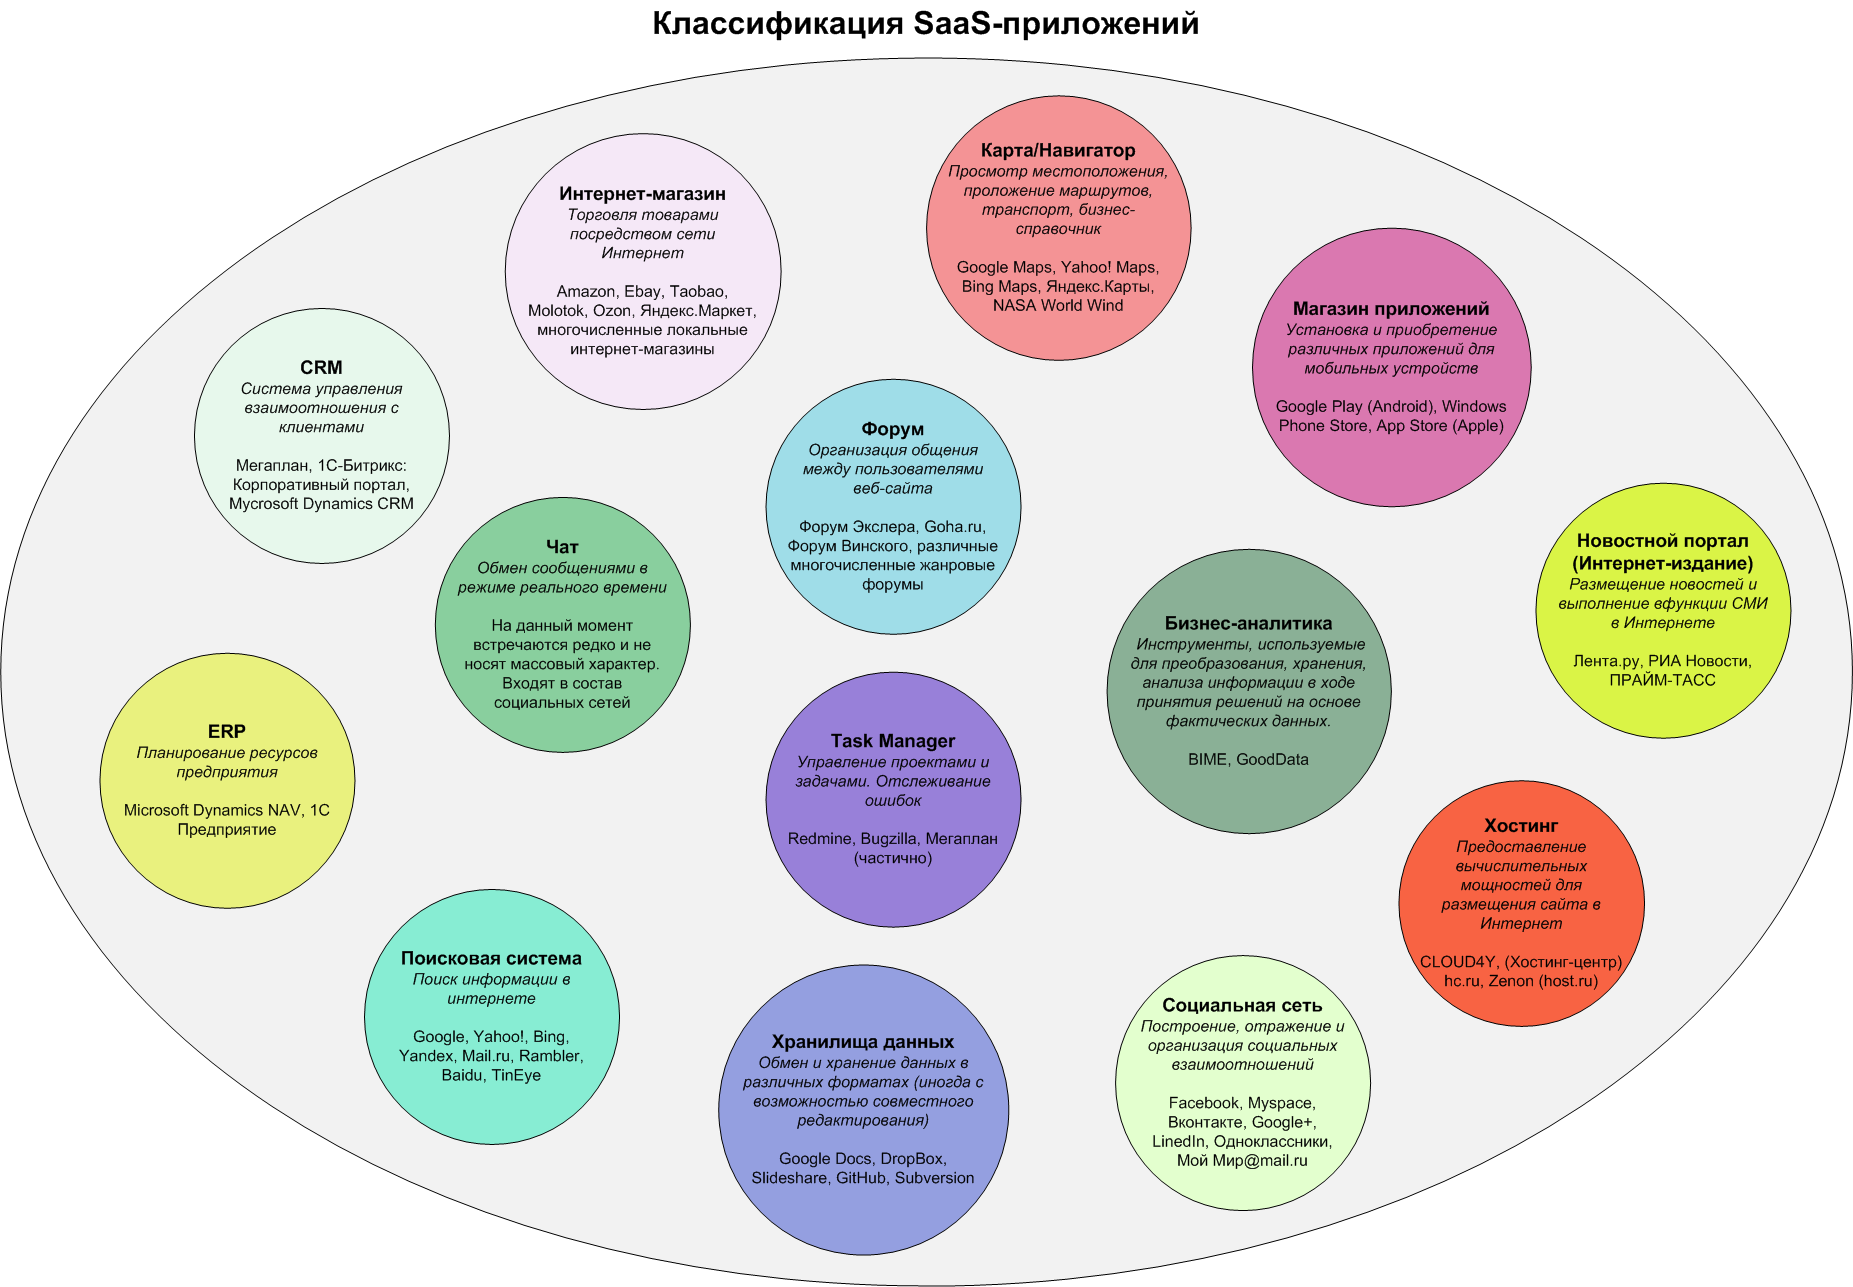 Классификация SaaS-приложений
Карта/Навигатор
Просмотр местоположения,
проложение маршрутов,
транспорт, бизнес-
справочник
Google Maps, Yahoo! Maps,
Bing Maps, Яндекс.Карты,
NASA World Wind
Интернет-магазин
Торговля товарами
посредством сети
Интернет
Amazon, Ebay, Taobao,
Molotok, Ozon, Яндекс.Маркет,
многочисленные локальные
интернет-магазины
Магазин приложений
Установка и приобретение
различных приложений для
мобильных устройств
Google Play (Android), Windows
Phone Store, App Store (Apple)
CRM
Система управления
взаимоотношения с
клиентами
Мегаплан, 1С-Битрикс:
Корпоративный портал,
Mycrosoft Dynamics CRM
Форум
Организация общения
между пользователями
веб-сайта
Форум Экслера, Goha.ru,
Форум Винского, различные
многочисленные жанровые
форумы
Чат
Обмен сообщениями в
режиме реального времени
На данный момент
встречаются редко и не
носят массовый характер.
Входят в состав
социальных сетей
Новостной портал
(Интернет-издание)
Размещение новостей и
выполнение вфункции СМИ
в Интернете
Лента.ру, РИА Новости,
ПРАЙМ-ТАСС
Бизнес-аналитика
Инструменты, используемые
для преобразования, хранения,
анализа информации в ходе
принятия решений на основе
фактических данных.
BIME, GoodData
ERP
Планирование ресурсов
предприятия
Microsoft Dynamics NAV, 1С
Предприятие
Task Manager
Управление проектами и
задачами. Отслеживание
ошибок
Redmine, Bugzilla, Мегаплан
(частично)
Хостинг
Предоставление
вычислительных
мощностей для
размещения сайта в
Интернет
CLOUD4Y, (Хостинг-центр)
hc.ru, Zenon (host.ru)
Поисковая система
Поиск информации в
интернете
Google, Yahoo!, Bing,
Yandex, Mail.ru, Rambler,
Baidu, TinEye
Хранилища данных
Обмен и хранение данных в
различных форматах (иногда с
возможностью совместного
редактирования)
Google Docs, DropBox,
Slideshare, GitHub, Subversion
Социальная сеть
Построение, отражение и
организация социальных
взаимоотношений
Facebook, Myspace,
Вконтакте, Google+,
LinedIn, Одноклассники,
Мой Мир@mail.ru